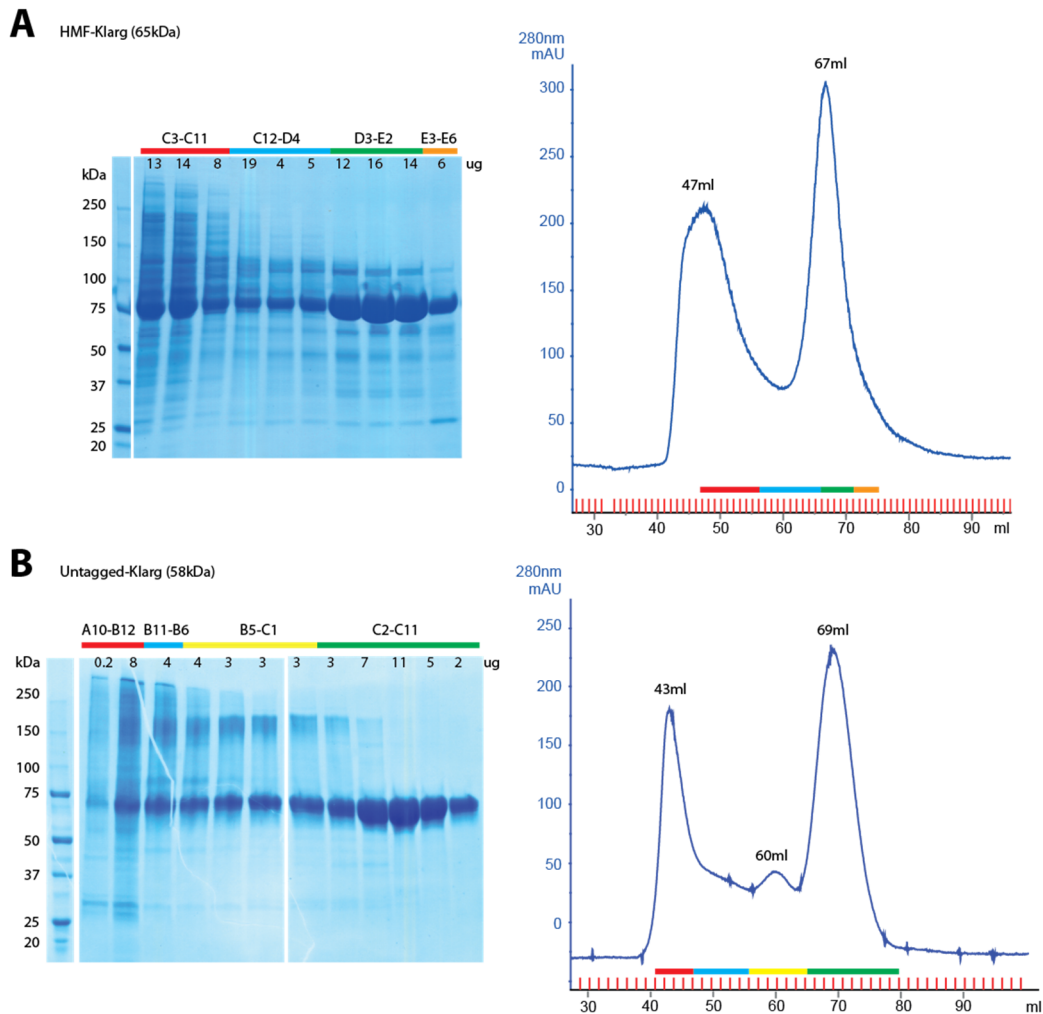 A
HMF-Klarg (65kDa)
C3-C11 C12-D4 D3-E2 E3-E6
13 14 8 19 4 5 12 16 14 6 ug
kDa
250
150
100
75
50
37
25
20
280nm
mAU
300
250
200
150
100
50
0
47ml
67ml
30 40 50 60 70 80 90 ml
B
Untagged-Klarg (58kDa)
A10-B12 B11-B6 B5-C1 C2-C11
kDa 0.2 8 4 4 3 3 3 3 7 11 5 2 ug
250
150
100
75
50
37
25
20
280nm
mAU
250
200
150
100
50
0
43ml
60ml
69ml
30 40 50 60 70 80 90 ml